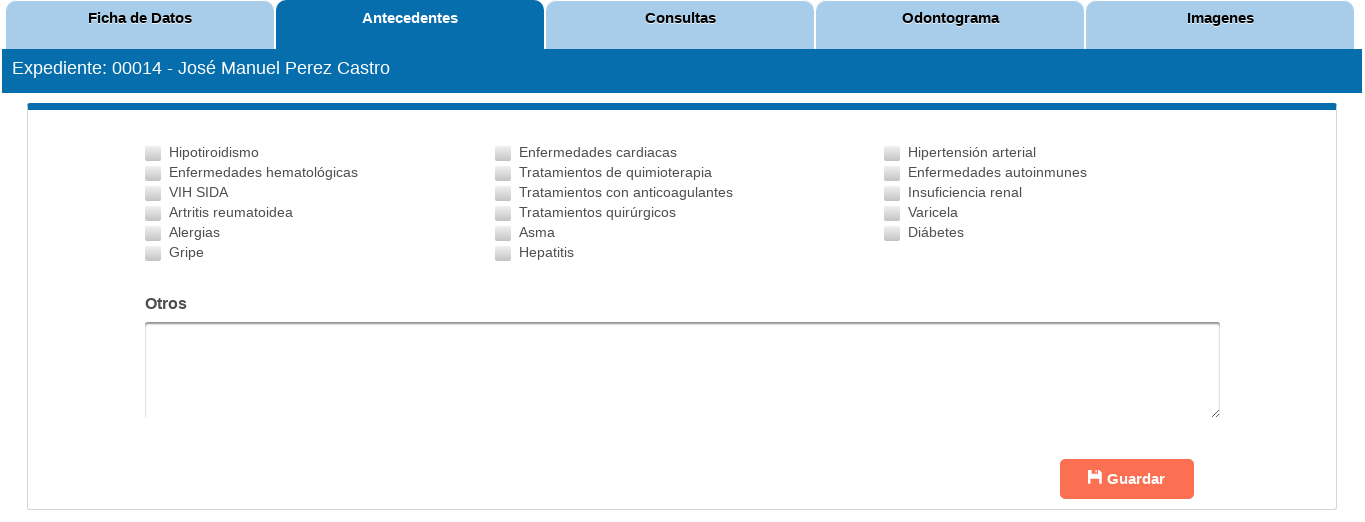 Ficha de Datos
Antecedentes
Consultas
Odontograma
Imagenes
Expediente: 00014 - José Manuel Perez Castro
Hipotiroidismo
Enfermedades cardiacas
Hipertensión arterial
Enfermedades hematológicas
Tratamientos de quimioterapia
Enfermedades autoinmunes
VIH SIDA
Tratamientos con anticoagulantes
Insuficiencia renal
Artritis reumatoidea
Tratamientos quirúrgicos
Varicela
Alergias
Asma
Diábetes
Gripe
Hepatitis
Otros
Guardar